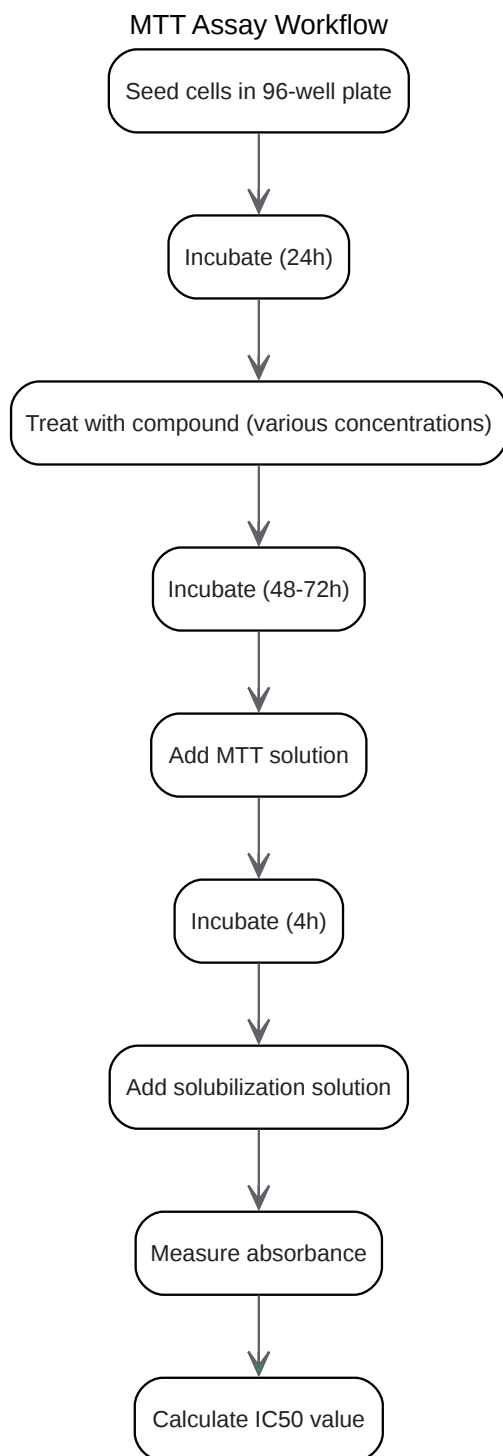 MTT Assay Workflow
Seed cells in 96-well plate
Incubate (24h)
Treat with compound (various concentrations)
Incubate (48-72h)
Add MTT solution
Incubate (4h)
Add solubilization solution
Measure absorbance
Calculate IC50 value